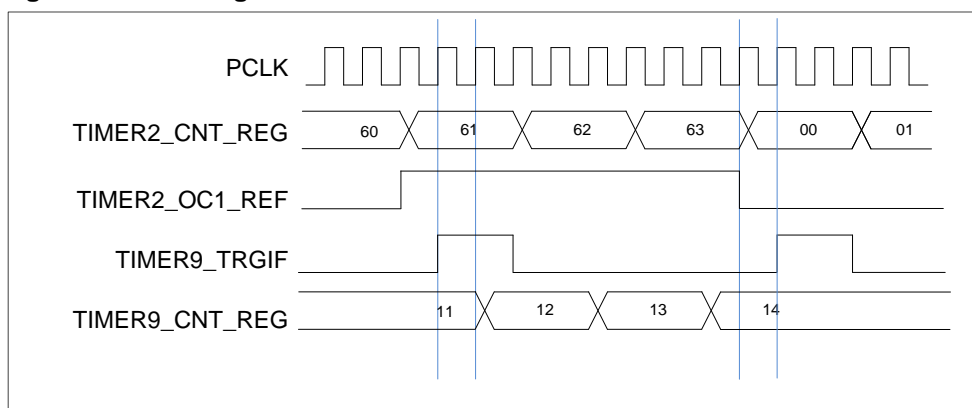 PCLK
TIMER2_CNT_REG 60 61 62 63 00 01
TIMER2_OC1_REF
TIMER9_TRGIF
TIMER9_CNT_REG 11 12 13 14